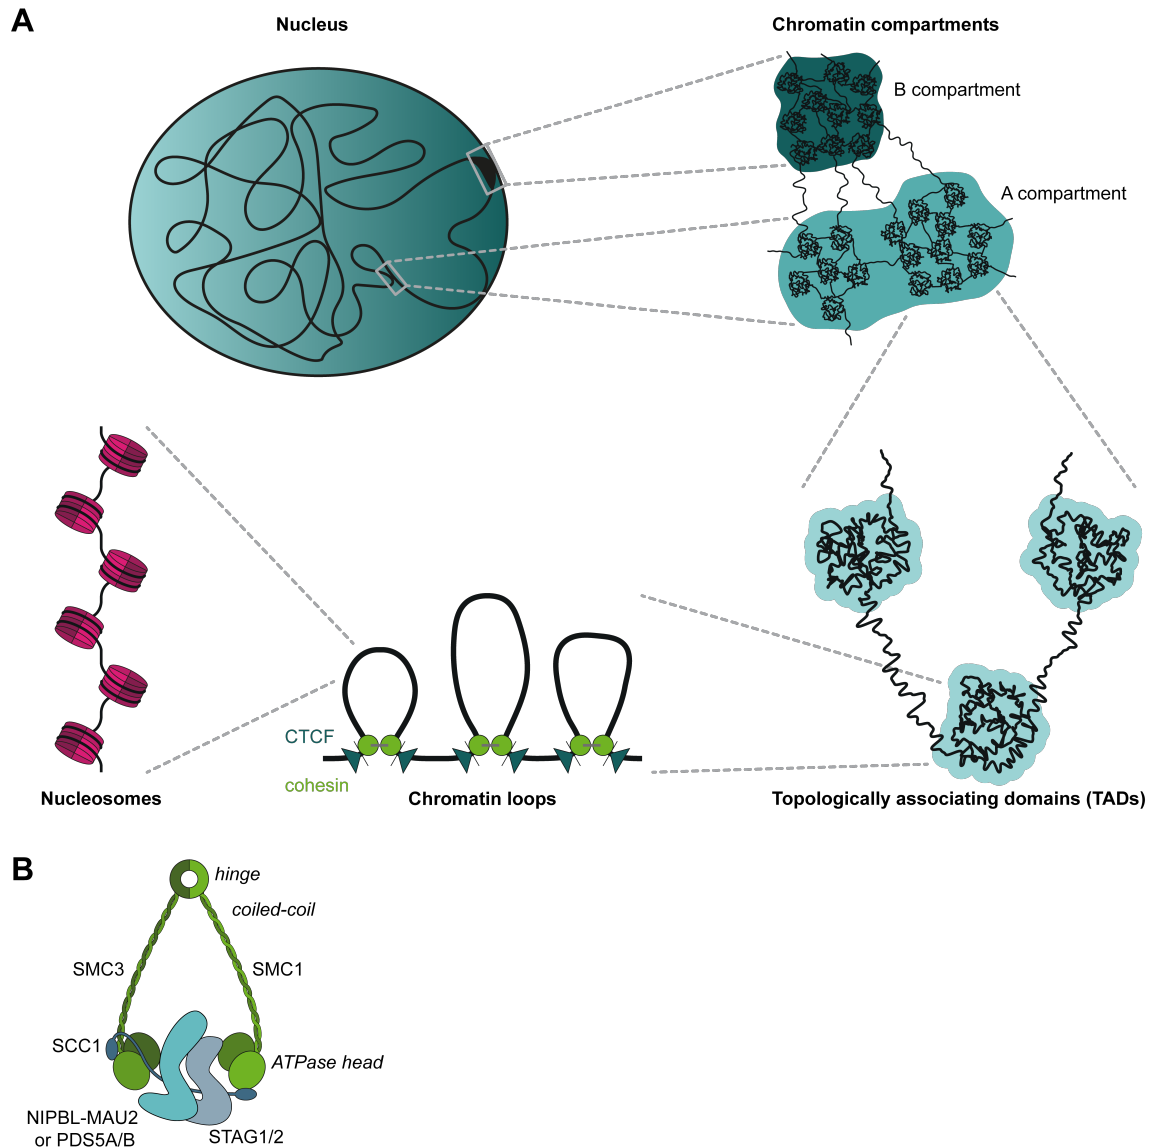 A
Nucleus
Chromatin compartments
B compartment
A compartment
CTCF
cohesin
Nucleosomes
Chromatin loops
Topologically associating domains (TADs)
B
hinge
coiled-coil
SMC3
SMC1
SCC1
ATPase head
NIPBL-MAU2
or PDS5A/B
STAG1/2